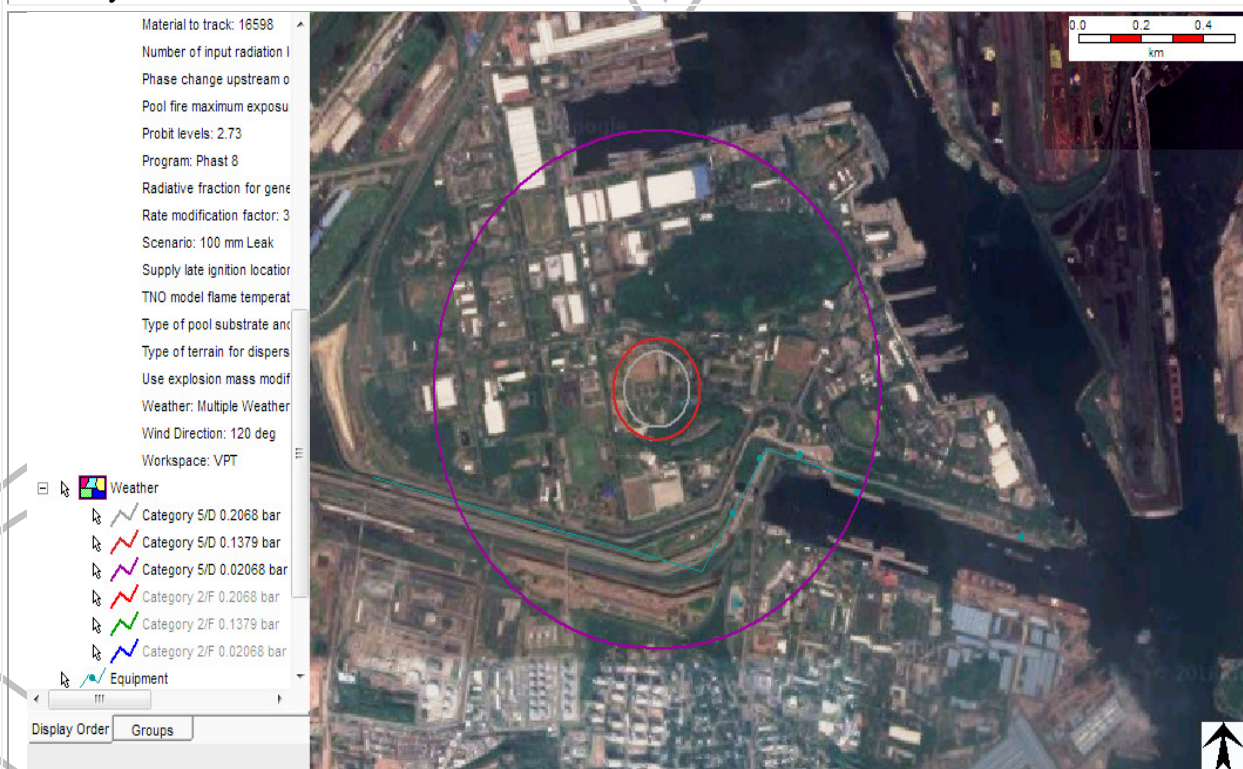 Material to track: 16598
Number of input radiation l
Phase change upstream o
Pool fire maximum exposu
Probit levels: 2.73
Program: Phast 8
Radiative fraction for gene
Rate modification factor: 3
Scenario: 100 mm Leak
Supply late ignition location
TNO model flame temperat
Type of pool substrate and
Type of terrain for dispers
Use explosion mass modif
Weather: Multiple Weather
Wind Direction: 120 deg
Workspace: VPT
Weather
Category 5/D 0.2068 bar
Category 5/D 0.1379 bar
Category 5/D 0.02068 bar
Category 2/F 0.2068 bar
Category 2/F 0.1379 bar
Category 2/F 0.02068 bar
Equipment
Display Order Groups
0.0 0.2 0.4
km